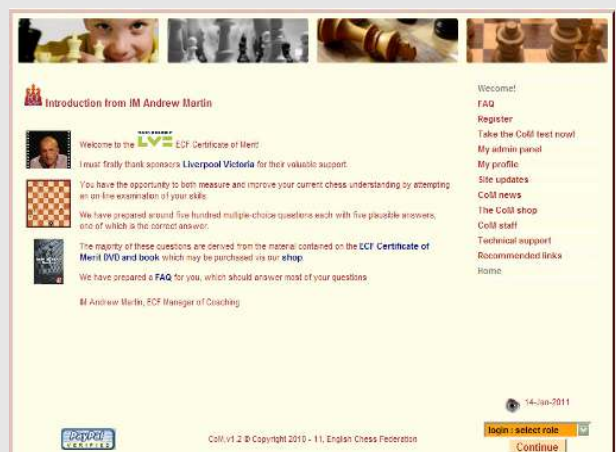 Introduction from IM Andrew Martin
Welcome to the LVE ECF Certificate of Merit!
I must firstly thank sponsors Liverpool Victoria for their valuable support.
You have the opportunity to both measure and improve your current chess understanding by attempting
an on-line examination of your skills.
We have prepared around five hundred multiple-choice questions each with five plausible answers,
one of which is the correct answer.
The majority of these questions are derived from the material contained on the ECF Certificate of
Merit DVD and book which may be purchased via our shop.
We have prepared a FAQ for you, which should answer most of your questions
IM Andrew Martin, ECF Manager of Coaching
Welcome!
FAQ
Register
Take the CoM test now!
My admin panel
My profile
Site updates
CoM news
The CoM shop
CoM staff
Technical support
Recommended links
Home
14-Jan-2011
login : select role
Continue
PayPal
VERIFIED
CoM,v1.2 © Copyright 2010 - 11, English Chess Federation